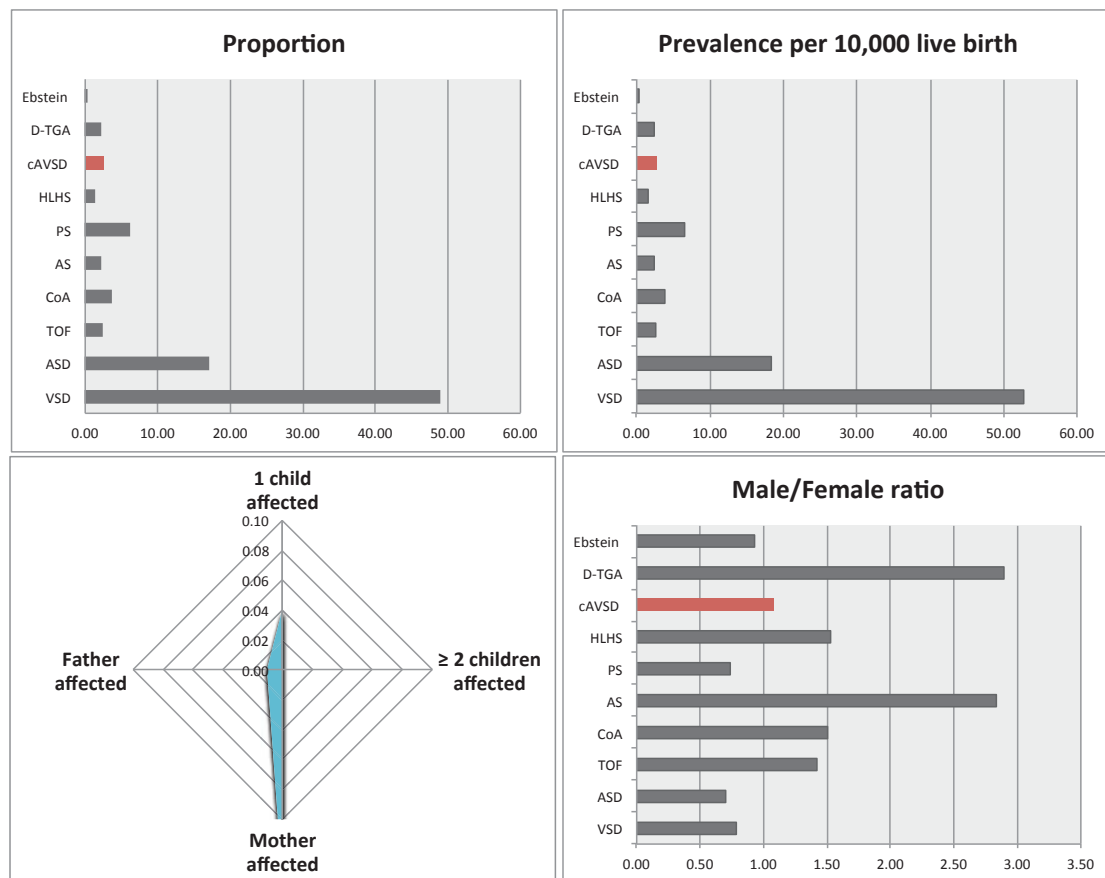 Proportion
Ebstein
D-TGA
cAVSD
HLHS
PS
AS
CoA
TOF
ASD
VSD
0.00 10.00 20.00 30.00 40.00 50.00 60.00
Prevalence per 10,000 live birth
Ebstein
D-TGA
cAVSD
HLHS
PS
AS
CoA
TOF
ASD
VSD
0.00 10.00 20.00 30.00 40.00 50.00 60.00
1 child
affected
0.10
0.08
0.06
0.04
0.02
0.00
Father
affected
≥ 2 children
affected
Mother
affected
Male/Female ratio
Ebstein
D-TGA
cAVSD
HLHS
PS
AS
CoA
TOF
ASD
VSD
0.00 0.50 1.00 1.50 2.00 2.50 3.00 3.50